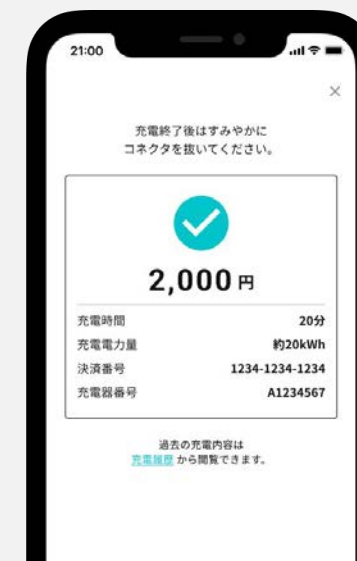 21:00
充電終了後はすみやかに
コネクタを抜いてください。
2,000 円
充電時間 20分
充電電力量 約20kWh
決済番号 1234-1234-1234
充電器番号 A1234567
過去の充電内容は
充電履歴 から閲覧できます。